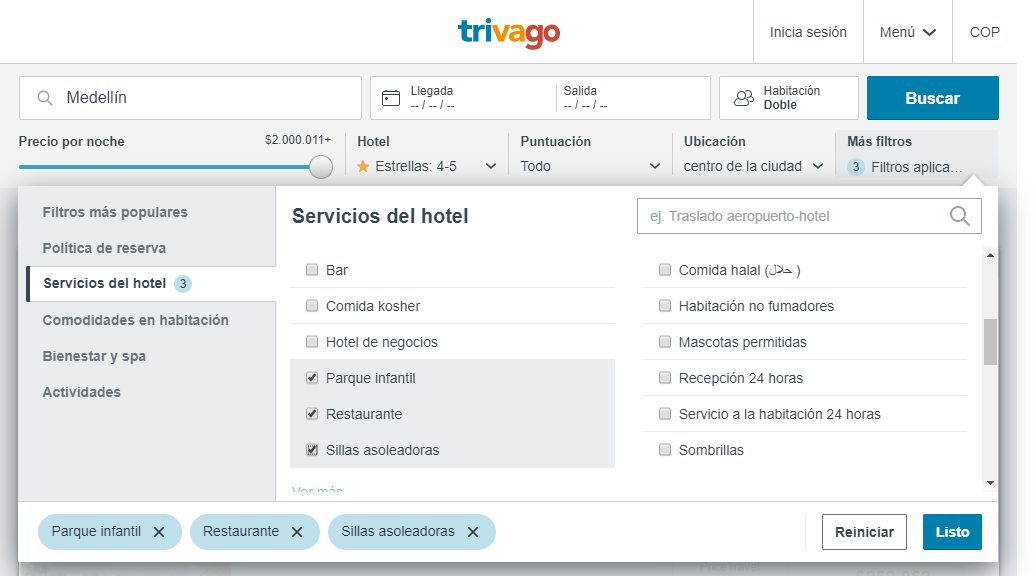 trivago
Inicia sesión
Menú
COP
Medellín
Llegada
-- / -- / --
Salida
-- / -- / --
Habitación
Doble
Buscar
Precio por noche
$2.000.011+
Hotel
Estrellas: 4-5
Puntuación
Todo
Ubicación
centro de la ciudad
Más filtros
3 Filtros aplica...
Filtros más populares
Política de reserva
Servicios del hotel 3
Comodidades en habitación
Bienestar y spa
Actividades
Servicios del hotel
ej. Traslado aeropuerto-hotel
Bar
Comida kosher
Hotel de negocios
Parque infantil
Restaurante
Sillas asoleadoras
Ver más
Comida halal (حلال )
Habitación no fumadores
Mascotas permitidas
Recepción 24 horas
Servicio a la habitación 24 horas
Sombrillas
Parque infantil
Restaurante
Sillas asoleadoras
Reiniciar
Listo